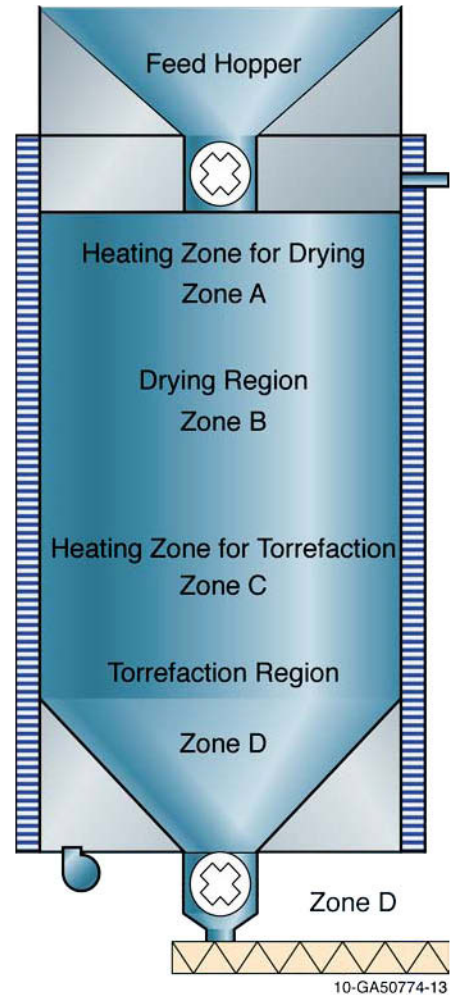 Feed Hopper
Heating Zone for Drying
Zone A
Drying Region
Zone B
Heating Zone for Torrefaction
Zone C
Torrefaction Region
Zone D
Zone D
10-GA50774-13